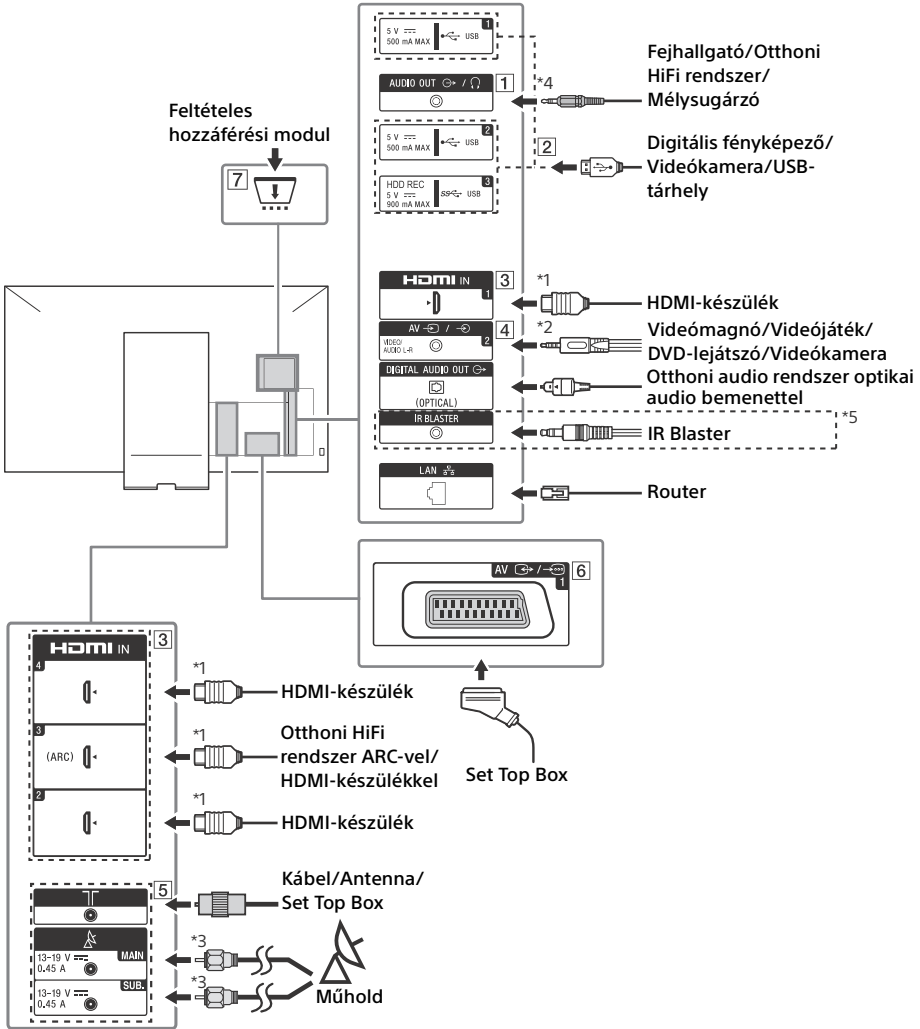 5 V
500 mA MAX
USB
1
AUDIO OUT /
1
*4
Fejhallgató/Otthoni
HiFi rendszer/
Mélysugárzó
5 V
500 mA MAX
USB
2
2
Digitális fényképező/
Videókamera/USB-
tárhely
HDD REC
5 V
900 mA MAX
SS
USB
3
Feltételes
hozzáférési modul
7
HDMI IN
1
3
*1
HDMI-készülék
AV /
VIDEO/
AUDIO L-R
2
4
*2
Videómagnó/Videójáték/
DVD-lejátszó/Videókamera
DIGITAL AUDIO OUT
(OPTICAL)
Otthoni audio rendszer optikai
audio bemenettel
IR BLASTER
IR Blaster
*5
LAN
Router
AV /
1
6
Set Top Box
HDMI IN
3
4
*1
HDMI-készülék
3
(ARC)
*1
Otthoni HiFi
rendszer ARC-vel/
HDMI-készülékkel
2
*1
HDMI-készülék
5
Kábel/Antenna/
Set Top Box
13-19 V
0.45 A
MAIN
*3
13-19 V
0.45 A
SUB.
*3
Műhold